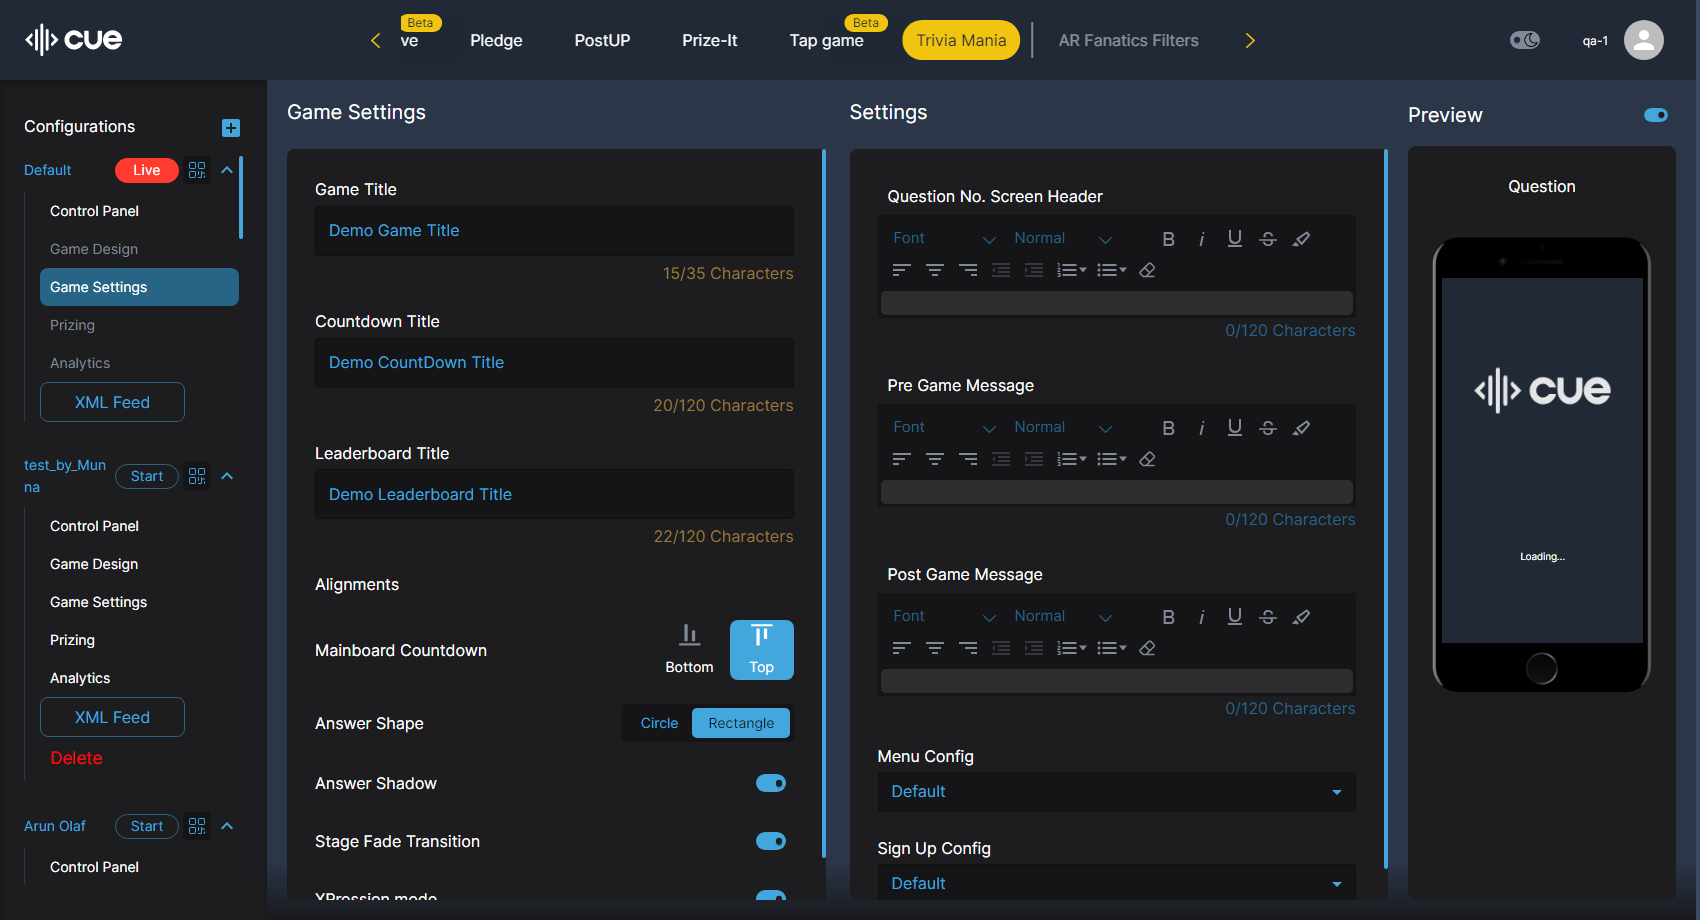 cue
Beta
ve
Pledge
PostUP
Prize-It
Beta
Tap game
Trivia Mania
AR Fanatics Filters
qa-1
Configurations
Default
Live
Control Panel
Game Design
Game Settings
Prizing
Analytics
XML Feed
test_by_Mun
na
Start
Control Panel
Game Design
Game Settings
Prizing
Analytics
XML Feed
Delete
Arun Olaf
Start
Control Panel
Game Settings
Game Title
Demo Game Title
15/35 Characters
Countdown Title
Demo CountDown Title
20/120 Characters
Leaderboard Title
Demo Leaderboard Title
22/120 Characters
Alignments
Mainboard Countdown
Bottom
Top
Answer Shape
Circle
Rectangle
Answer Shadow
Stage Fade Transition
XPression mode
Settings
Question No. Screen Header
Font
Normal
B i U S
0/120 Characters
Pre Game Message
Font
Normal
B i U S
0/120 Characters
Post Game Message
Font
Normal
B i U S
0/120 Characters
Menu Config
Default
Sign Up Config
Default
Preview
Question
cue
Loading...